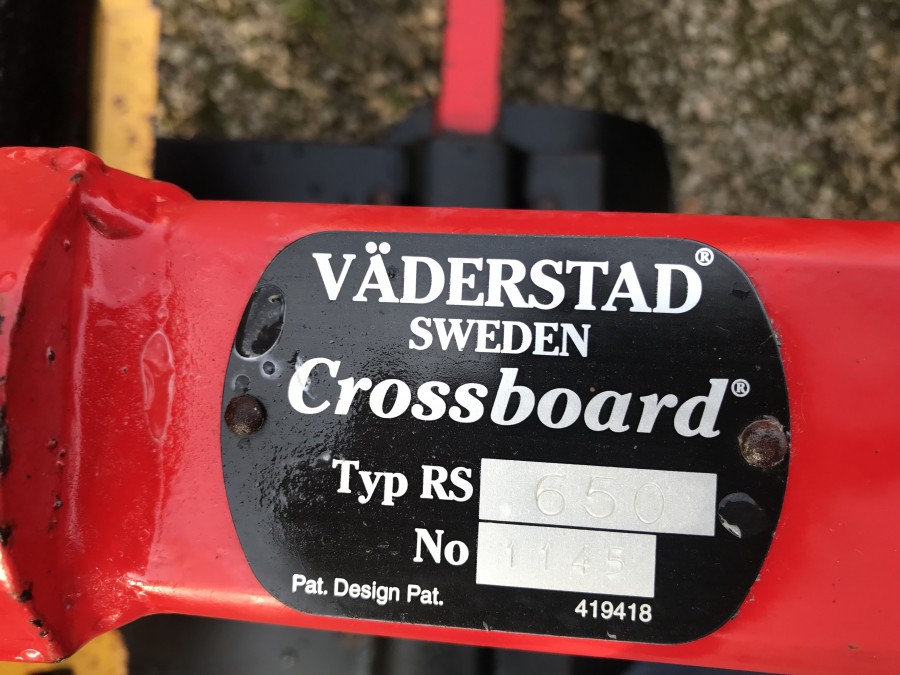 VÄDERSTAD®
SWEDEN
Crossboard®
Typ RS 650
No 1145
Pat. Design Pat. 419418